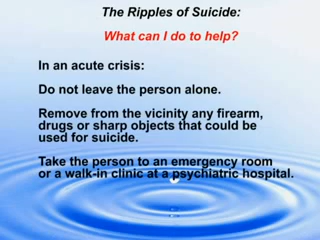 The Ripples of Suicide:
What can I do to help?
In an acute crisis:
Do not leave the person alone.
Remove from the vicinity any firearm,
drugs or sharp objects that could be
used for suicide.
Take the person to an emergency room
or a walk-in clinic at a psychiatric hospital.